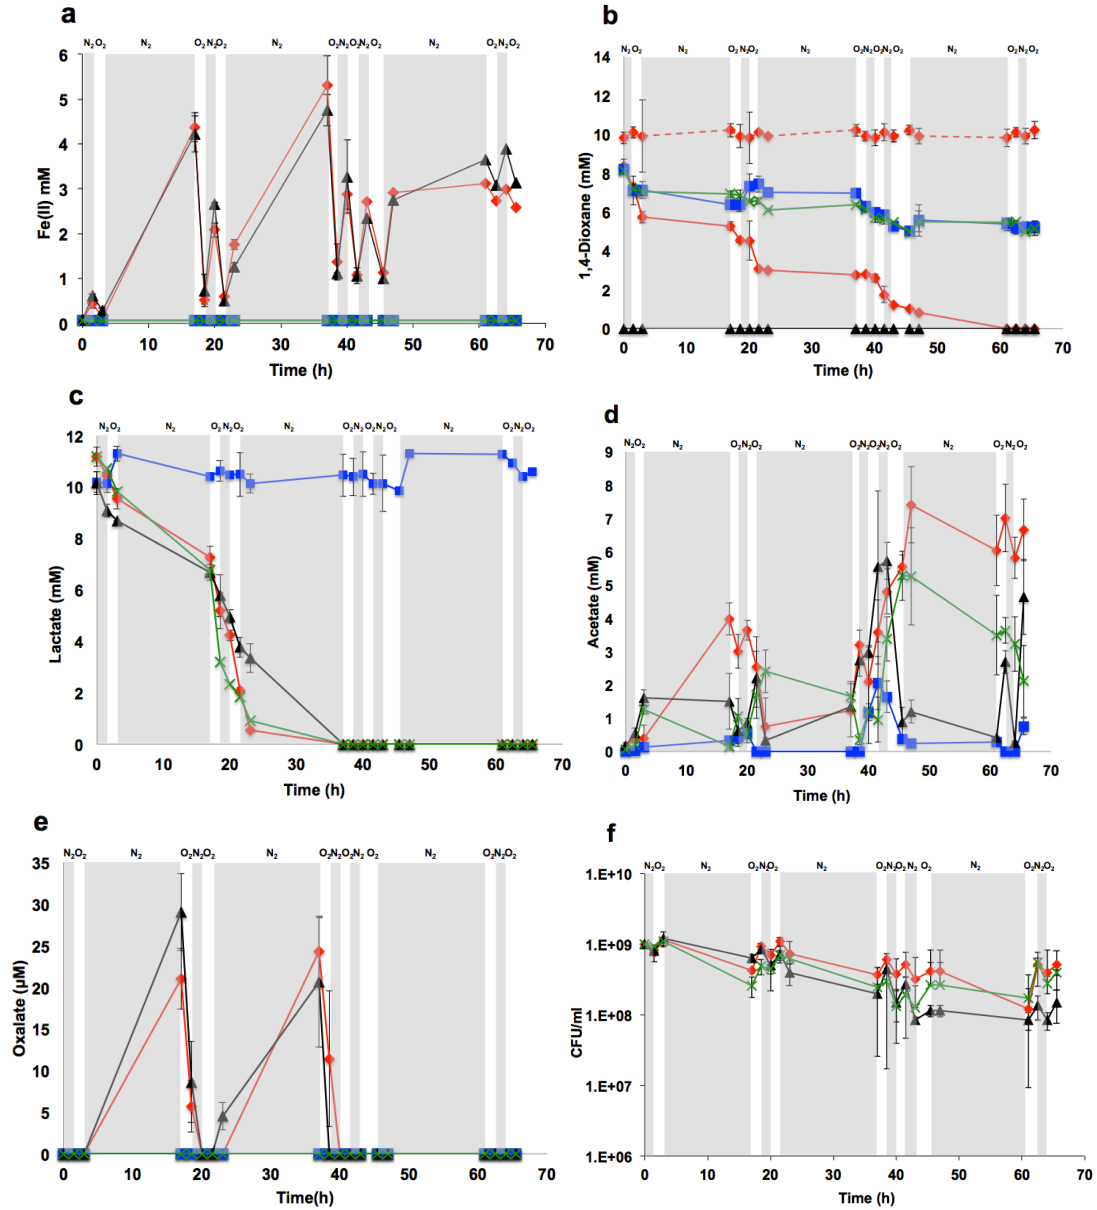 a
N₂ O₂ N₂ O₂ N₂ O₂ N₂ O₂ N₂ O₂ N₂ O₂ N₂ O₂ N₂ O₂
6
5
4
3
2
1
0
Fe(II) mM
0 10 20 30 40 50 60 70
Time (h)
b
N₂ O₂ N₂ O₂ N₂ O₂ N₂ O₂ N₂ O₂ N₂ O₂ N₂ O₂ N₂ O₂
14
12
10
8
6
4
2
0
1,4-Dioxane (mM)
0 10 20 30 40 50 60 70
Time (h)
c
N₂ O₂ N₂ O₂ N₂ O₂ N₂ O₂ N₂ O₂ N₂ O₂ N₂ O₂ N₂ O₂
12
10
8
6
4
2
0
Lactate (mM)
0 10 20 30 40 50 60 70
Time (h)
d
N₂ O₂ N₂ O₂ N₂ O₂ N₂ O₂ N₂ O₂ N₂ O₂ N₂ O₂ N₂ O₂
9
8
7
6
5
4
3
2
1
0
Acetate (mM)
0 10 20 30 40 50 60 70
Time (h)
e
N₂ O₂ N₂ O₂ N₂ O₂ N₂ O₂ N₂ O₂ N₂ O₂ N₂ O₂ N₂ O₂
35
30
25
20
15
10
5
0
Oxalate (µM)
0 10 20 30 40 50 60 70
Time(h)
f
N₂ O₂ N₂ O₂ N₂ O₂ N₂ O₂ N₂ O₂ N₂ O₂ N₂ O₂ N₂ O₂
1.E+10
1.E+09
1.E+08
1.E+07
1.E+06
CFU/ml
0 10 20 30 40 50 60 70
Time (h)